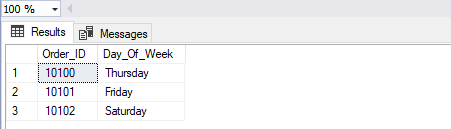 100 %
Results Messages
Order_ID Day_Of_Week
1 10100 Thursday
2 10101 Friday
3 10102 Saturday